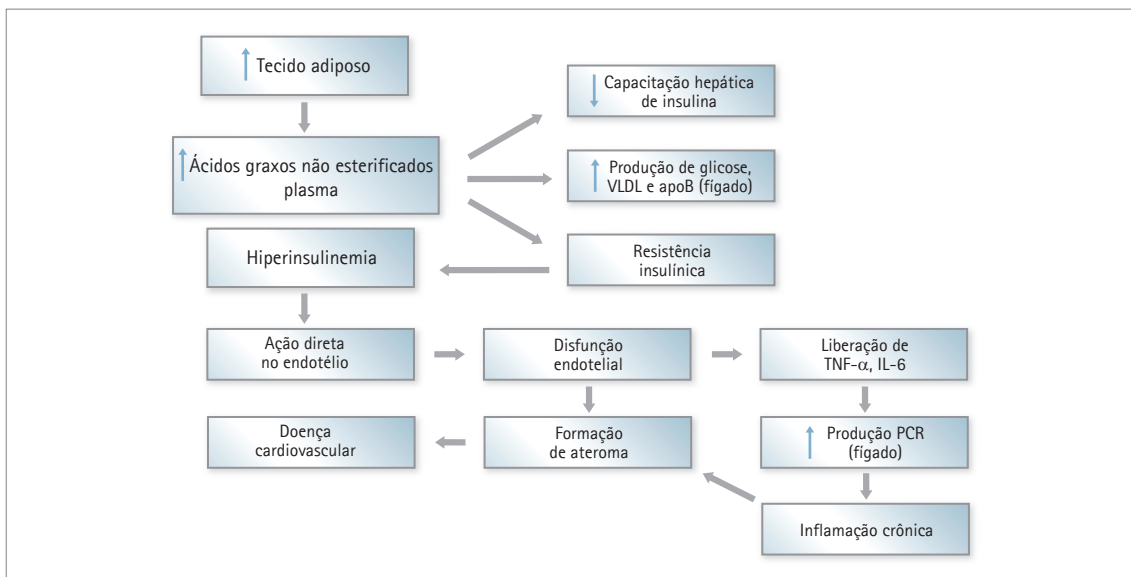 Tecido adiposo
Capacitação hepática
de insulina
Ácidos graxos não esterificados
plasma
Produção de glicose,
VLDL e apoB (fígado)
Hiperinsulinemia
Resistência
insulínica
Ação direta
no endotélio
Disfunção
endotelial
Liberação de
TNF-α, IL-6
Doença
cardiovascular
Formação
de ateroma
Produção PCR
(fígado)
Inflamação crônica